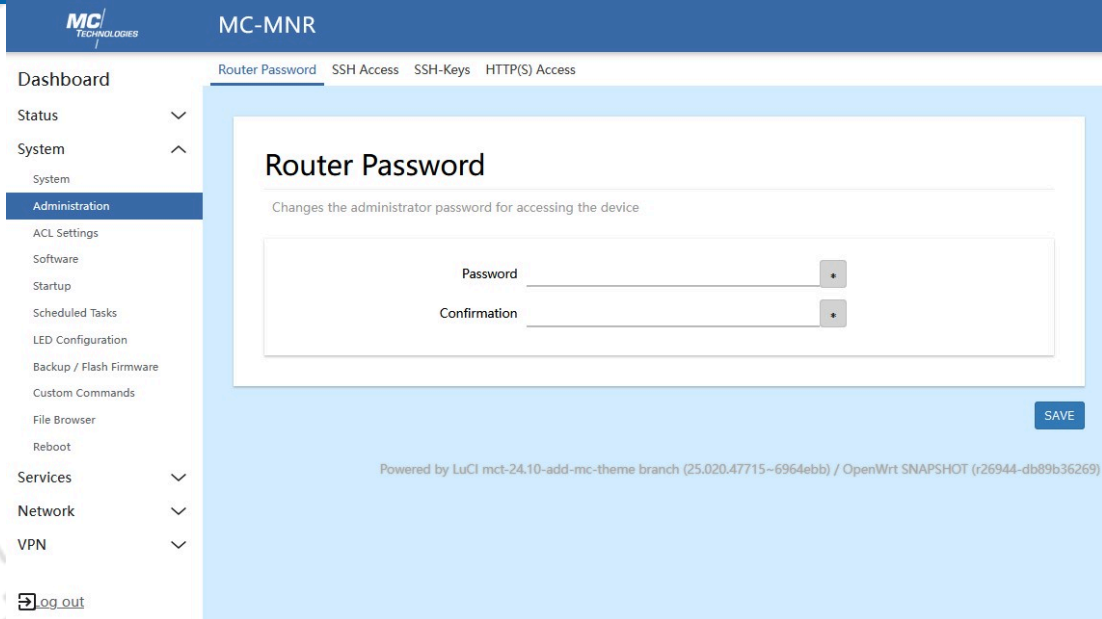 MC
TECHNOLOGIES
MC-MNR
Dashboard
Status
System
System
Administration
ACL Settings
Software
Startup
Scheduled Tasks
LED Configuration
Backup / Flash Firmware
Custom Commands
File Browser
Reboot
Services
Network
VPN
Log out
Router Password SSH Access SSH-Keys HTTP(S) Access
Router Password
Changes the administrator password for accessing the device
Password *
Confirmation *
SAVE
Powered by LuCI mct-24.10-add-mc-theme branch (25.020.47715~6964ebb) / OpenWrt SNAPSHOT (r26944-db89b36269)